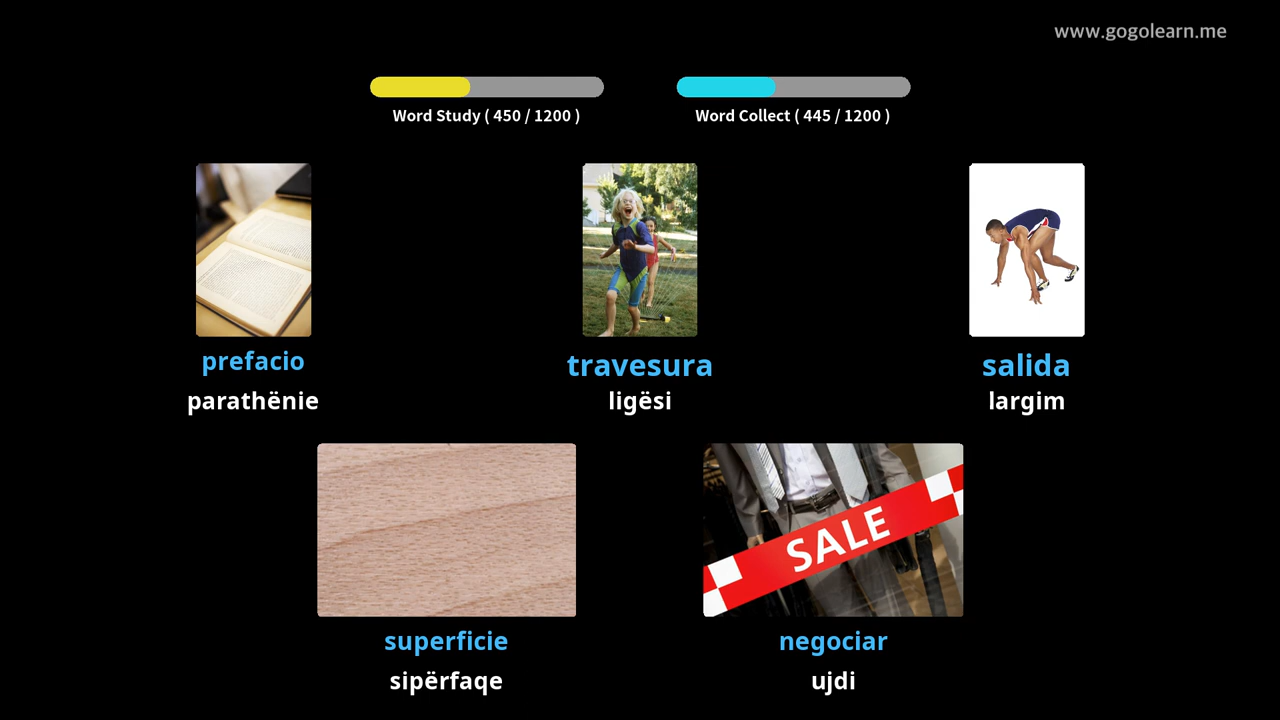 www.gogolearn.me
Word Study ( 450 / 1200 )
Word Collect ( 445 / 1200 )
prefacio
parathënie
travesura
ligësi
salida
largim
SALE
superficie
sipërfaqe
negociar
ujdi